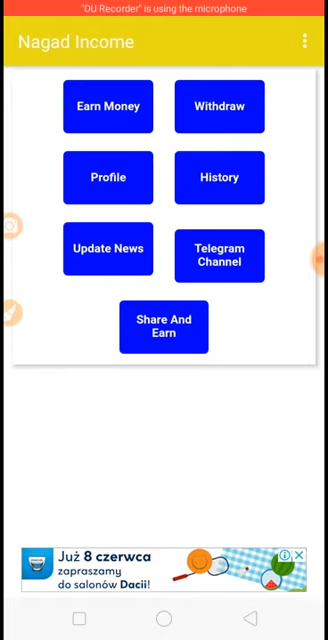 "DU Recorder" is using the microphone
Nagad Income
Earn Money
Withdraw
Profile
History
Update News
Telegram
Channel
Share And
Earn
Już 8 czerwca
zapraszamy
do salonów Dacii!